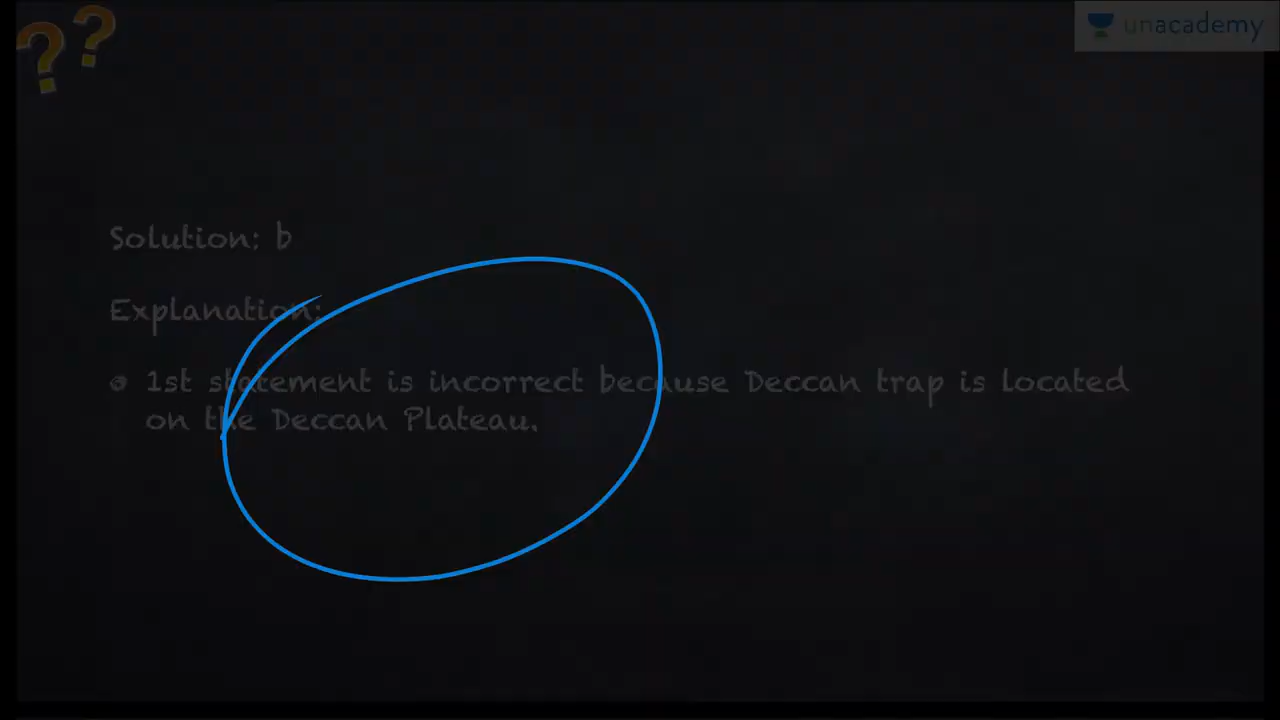 unacademy
Solution: b
Explanation:
1st statement is incorrect because Deccan trap is located
on the Deccan Plateau.